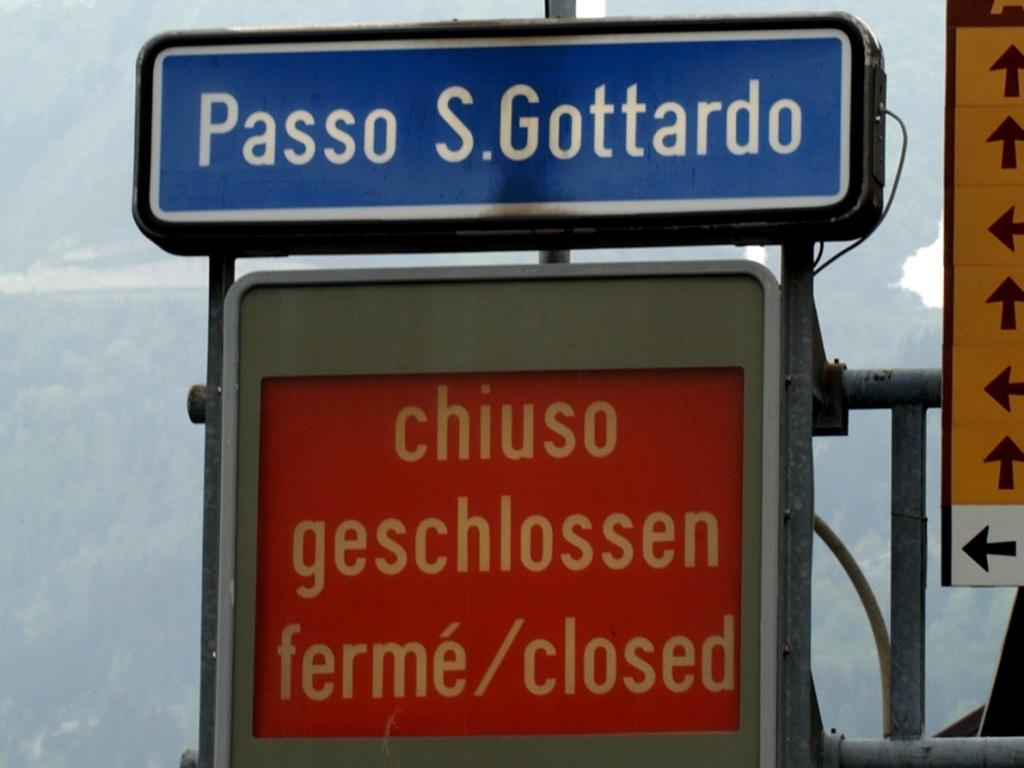 Passo S.Gottardo
chiuso
geschlossen
fermé/closed